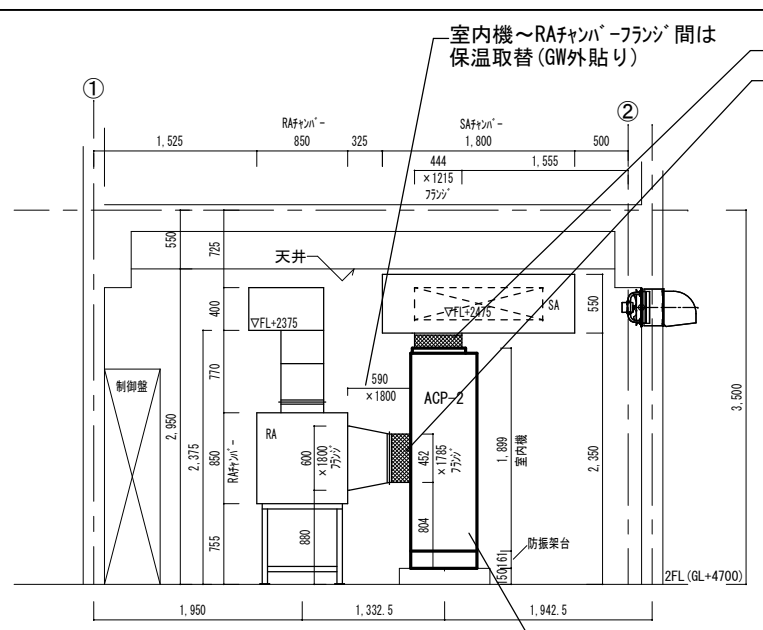 室内機～RAチャンバーフランジ間は
保温取替(GW外貼り)
①
②
RAチャンバー
SAチャンバー
1,525
850
325
1,800
500
444
1,555
×1215
フランジ
550
725
天井
400
▽FL+2375
▽FL+2475
SA
550
770
590
×1800
制御盤
ACP-2
3,500
2,950
2,375
850
RAチャンバー
RA
600
×1800
フランジ
452
×1785
フランジ
1,899
室内機
2,350
755
880
804
161
150
防振架台
2FL(GL+4700)
1,950
1,332.5
1,942.5